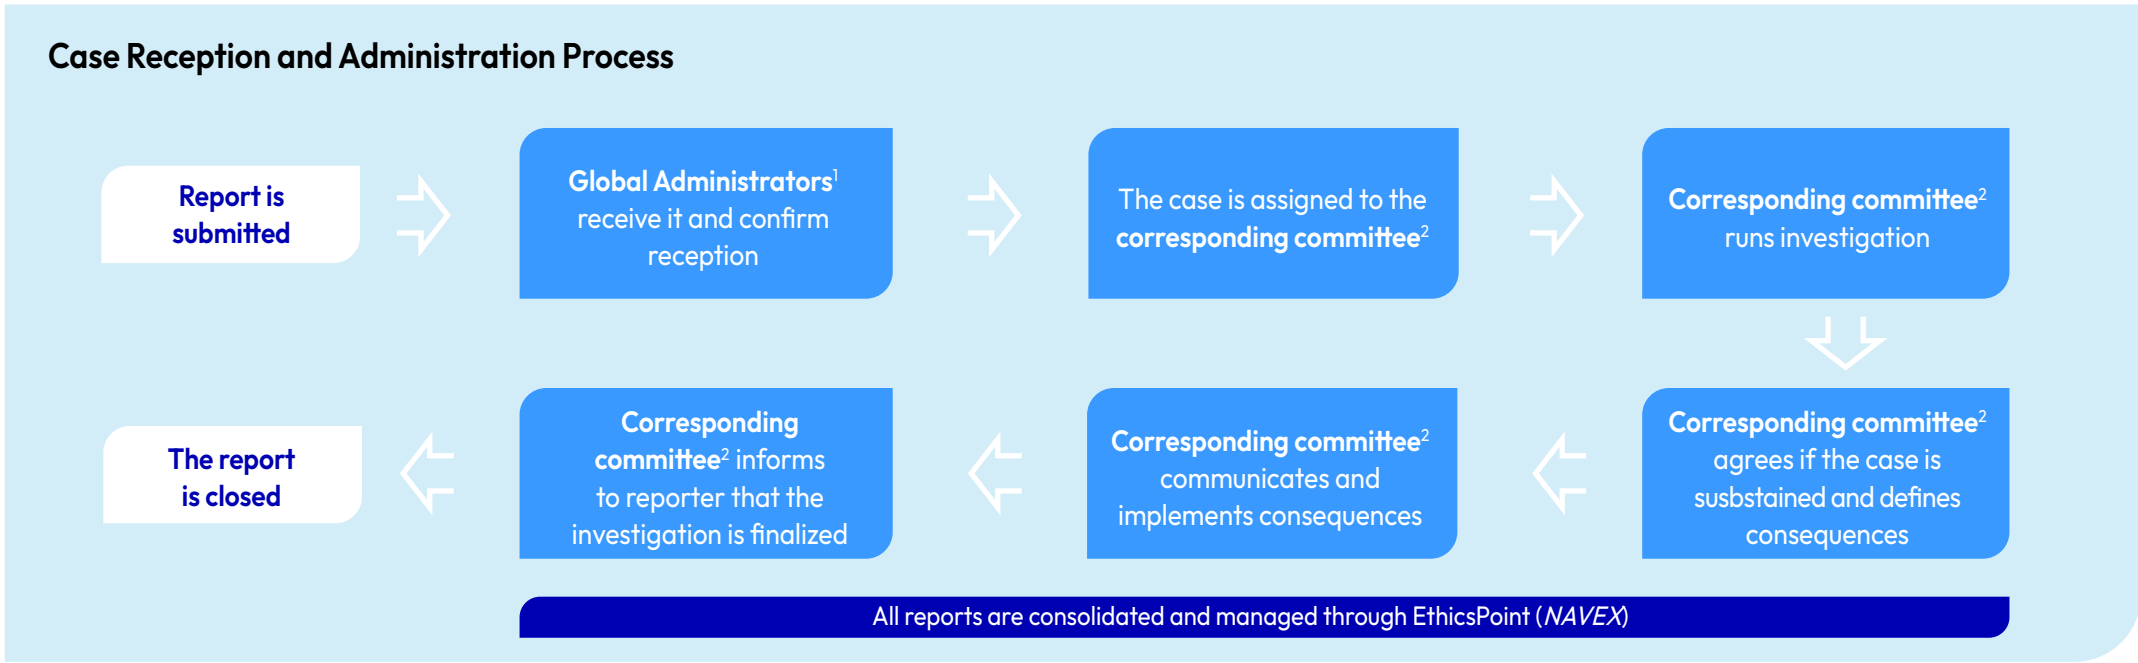 Case Reception and Administration Process
Report is
submitted
Global Administrators¹
receive it and confirm
reception
The case is assigned to the
corresponding committee²
Corresponding committee²
runs investigation
Corresponding committee²
agrees if the case is
susbstained and defines
consequences
Corresponding committee²
communicates and
implements consequences
Corresponding
committee² informs
to reporter that the
investigation is finalized
The report
is closed
All reports are consolidated and managed through EthicsPoint (NAVEX)